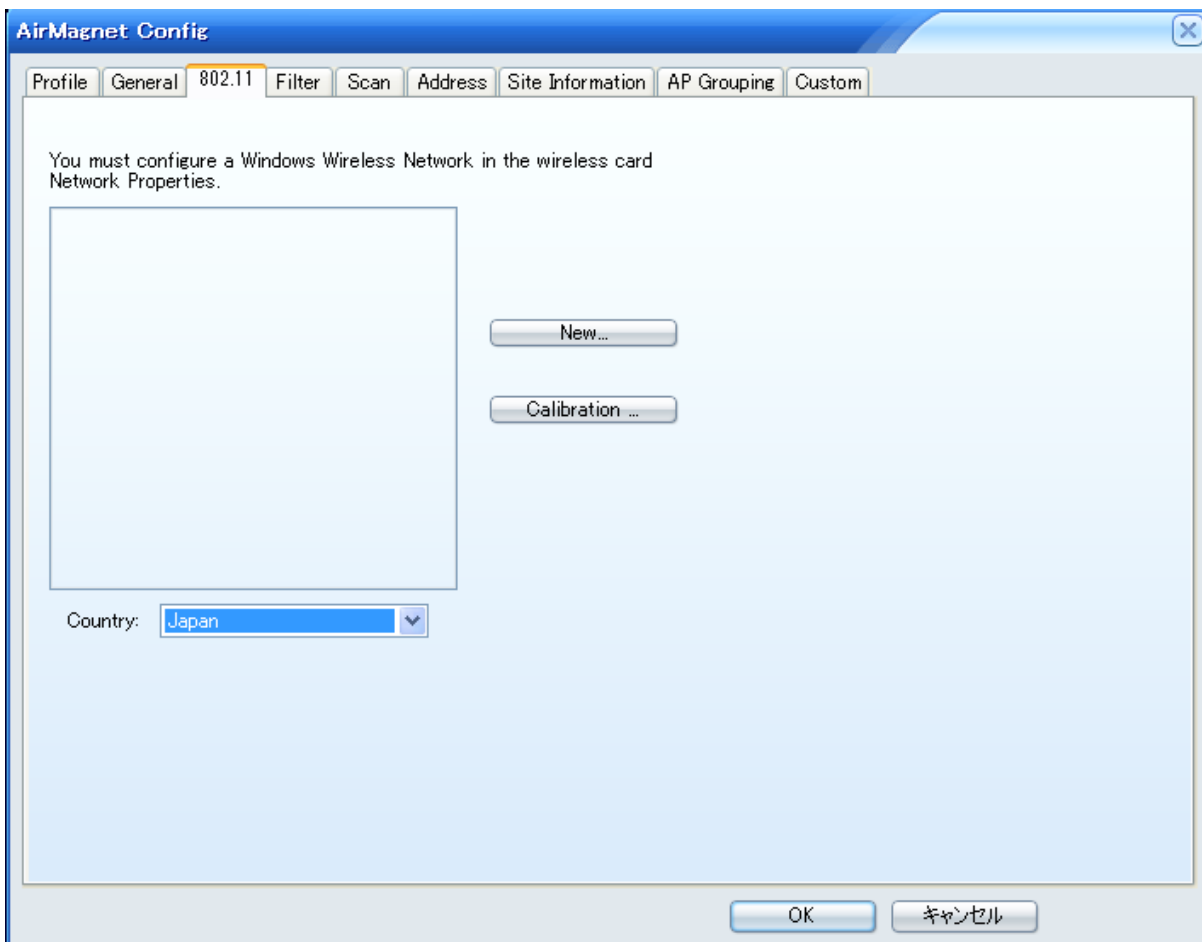 AirMagnet Config
Profile General 802.11 Filter Scan Address Site Information AP Grouping Custom
You must configure a Windows Wireless Network in the wireless card
Network Properties.
New...
Calibration ...
Country: Japan
OK キャンセル